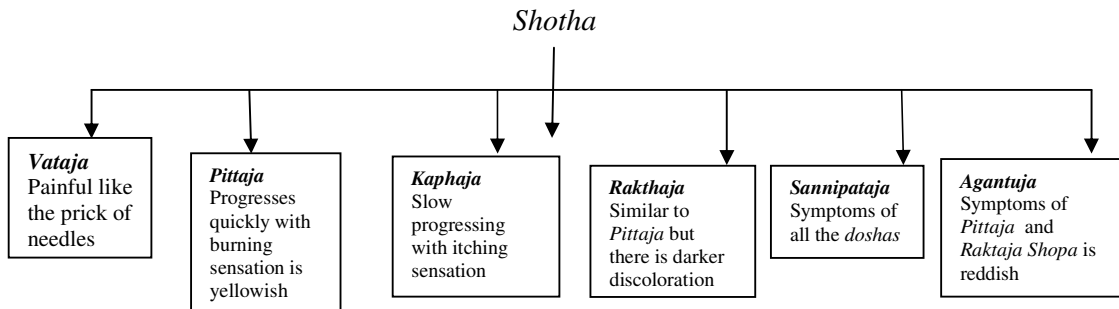 Shotha
Vataja
Painful like
the prick of
needles
Pittaja
Progresses
quickly with
burning
sensation is
yellowish
Kaphaja
Slow
progressing
with itching
sensation
Rakthaja
Similar to
Pittaja but
there is darker
discoloration
Sannipataja
Symptoms of
all the doshas
Agantuja
Symptoms of
Pittaja and
Raktaja Shopa is
reddish